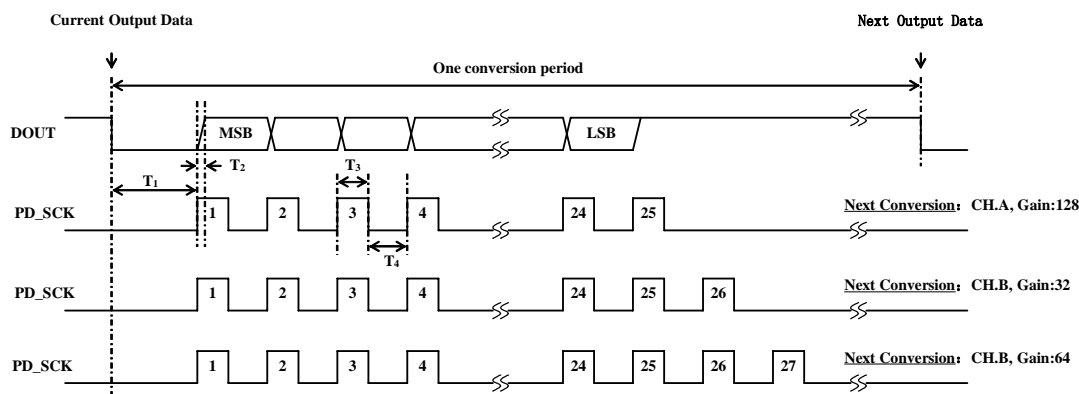 Current Output Data
Next Output Data
One conversion period
DOUT
MSB
LSB
T2
T3
T1
PD_SCK
1
2
3
4
24
25
Next Conversion： CH.A, Gain:128
T4
PD_SCK
1
2
3
4
24
25
26
Next Conversion： CH.B, Gain:32
PD_SCK
1
2
3
4
24
25
26
27
Next Conversion： CH.B, Gain:64